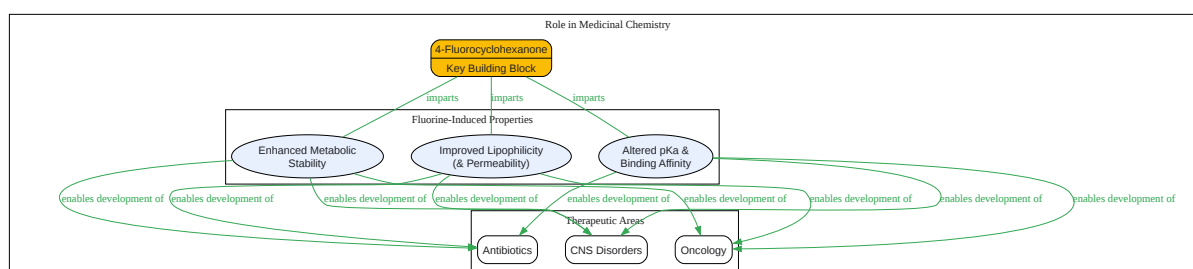 Role in Medicinal Chemistry
4-Fluorocyclohexanone
Key Building Block
imparts
imparts
imparts
Fluorine-Induced Properties
Enhanced Metabolic
Stability
Improved Lipophilicity
(& Permeability)
Altered pKa &
Binding Affinity
enables development of
enables development of
enables development of
enables development of
enables development of
enables development of
enables development of
enables development of
enables development of
Therapeutic Areas
Antibiotics
CNS Disorders
Oncology